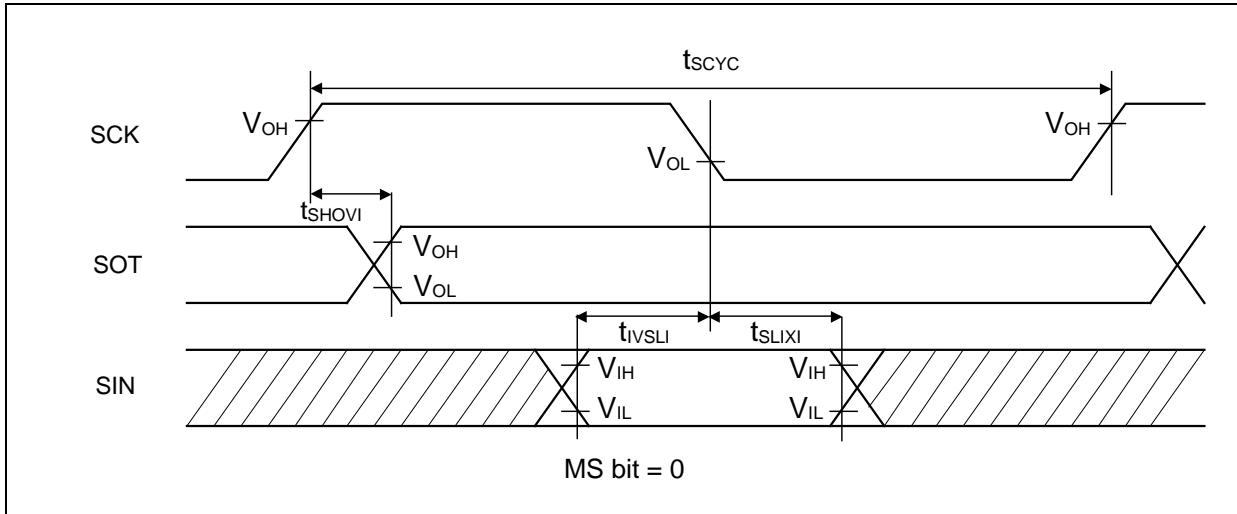 tSCYC
SCK
VOH
VOL
VOH
tSHOVI
SOT
VOH
VOL
tIVSLI
tSLIXI
SIN
VIH
VIL
VIH
VIL
MS bit = 0